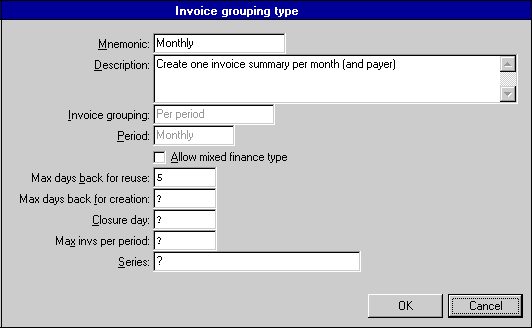 Invoice grouping type
Mnemonic: Monthly
Description: Create one invoice summary per month (and payer)
Invoice grouping: Per period
Period: Monthly
Allow mixed finance type
Max days back for reuse: 5
Max days back for creation: ?
Closure day: ?
Max invs per period: ?
Series: ?
OK Cancel